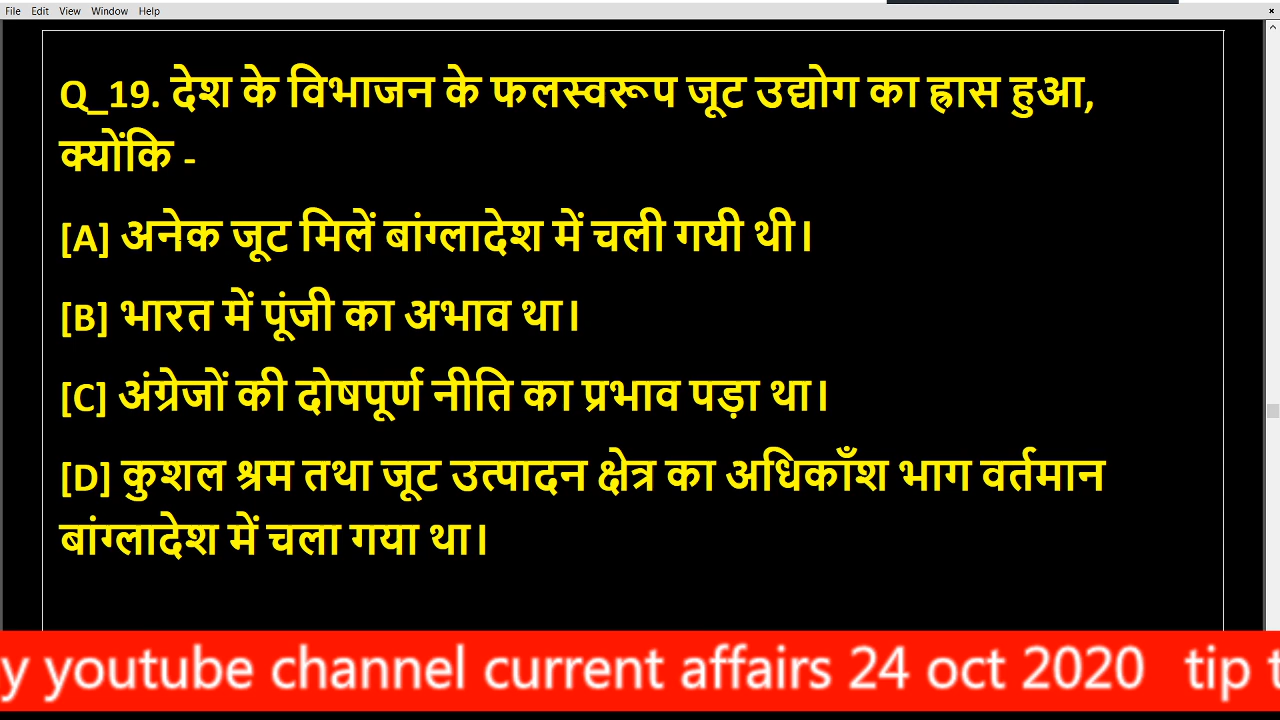 File Edit View Window Help
Q_19. देश के विभाजन के फलस्वरूप जूट उद्योग का ह्रास हुआ,
क्योंकि -
[A] अनेक जूट मिलें बांग्लादेश में चली गयी थी।
[B] भारत में पूंजी का अभाव था।
[C] अंग्रेजों की दोषपूर्ण नीति का प्रभाव पड़ा था।
[D] कुशल श्रम तथा जूट उत्पादन क्षेत्र का अधिकाँश भाग वर्तमान
बांग्लादेश में चला गया था।
y youtube channel current affairs 24 oct 2020 tip t